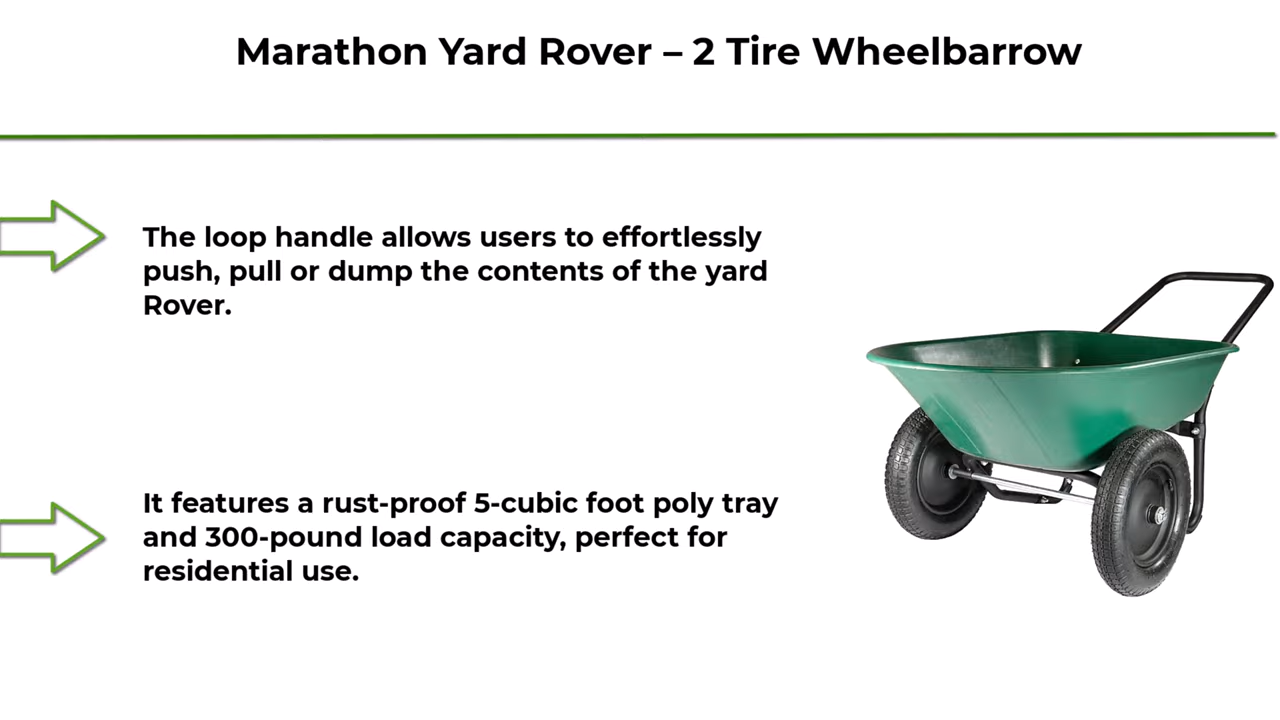 Marathon Yard Rover – 2 Tire Wheelbarrow
The loop handle allows users to effortlessly
push, pull or dump the contents of the yard
Rover.
It features a rust-proof 5-cubic foot poly tray
and 300-pound load capacity, perfect for
residential use.